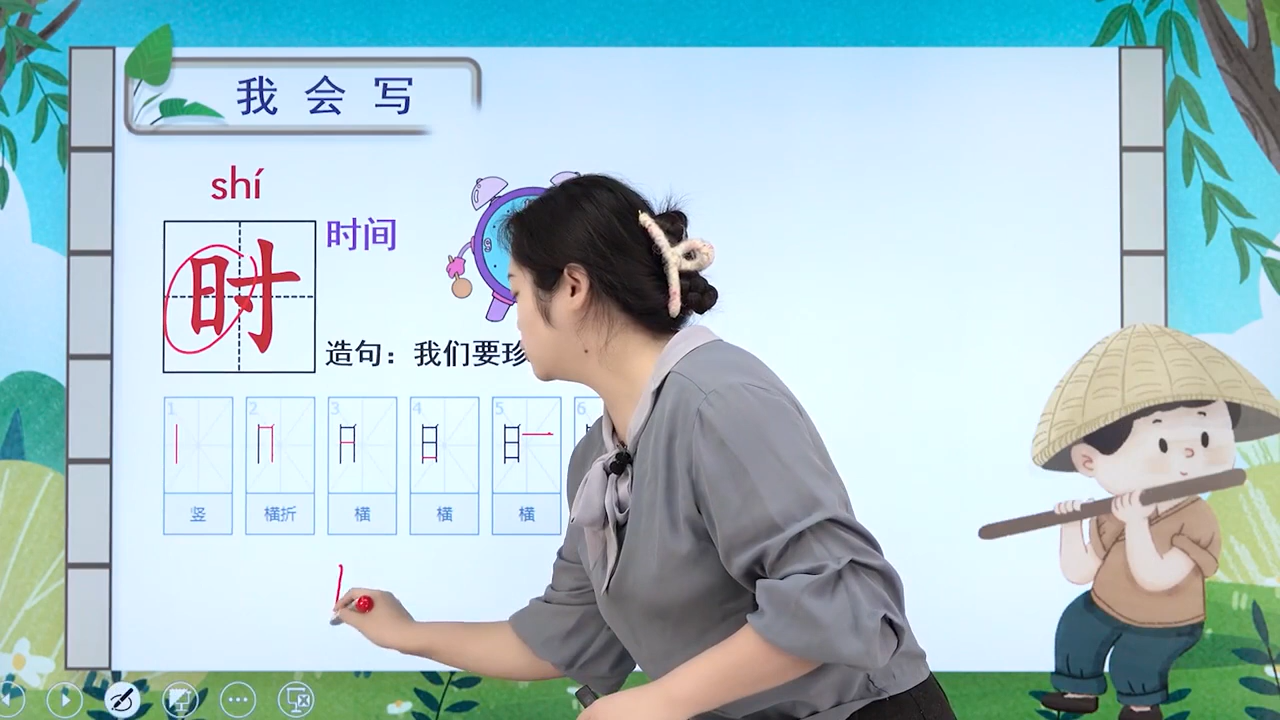 我会写
shí
时 时间
造句：我们要珍
1 2 3 4 5 6
竖 横折 横 横 横